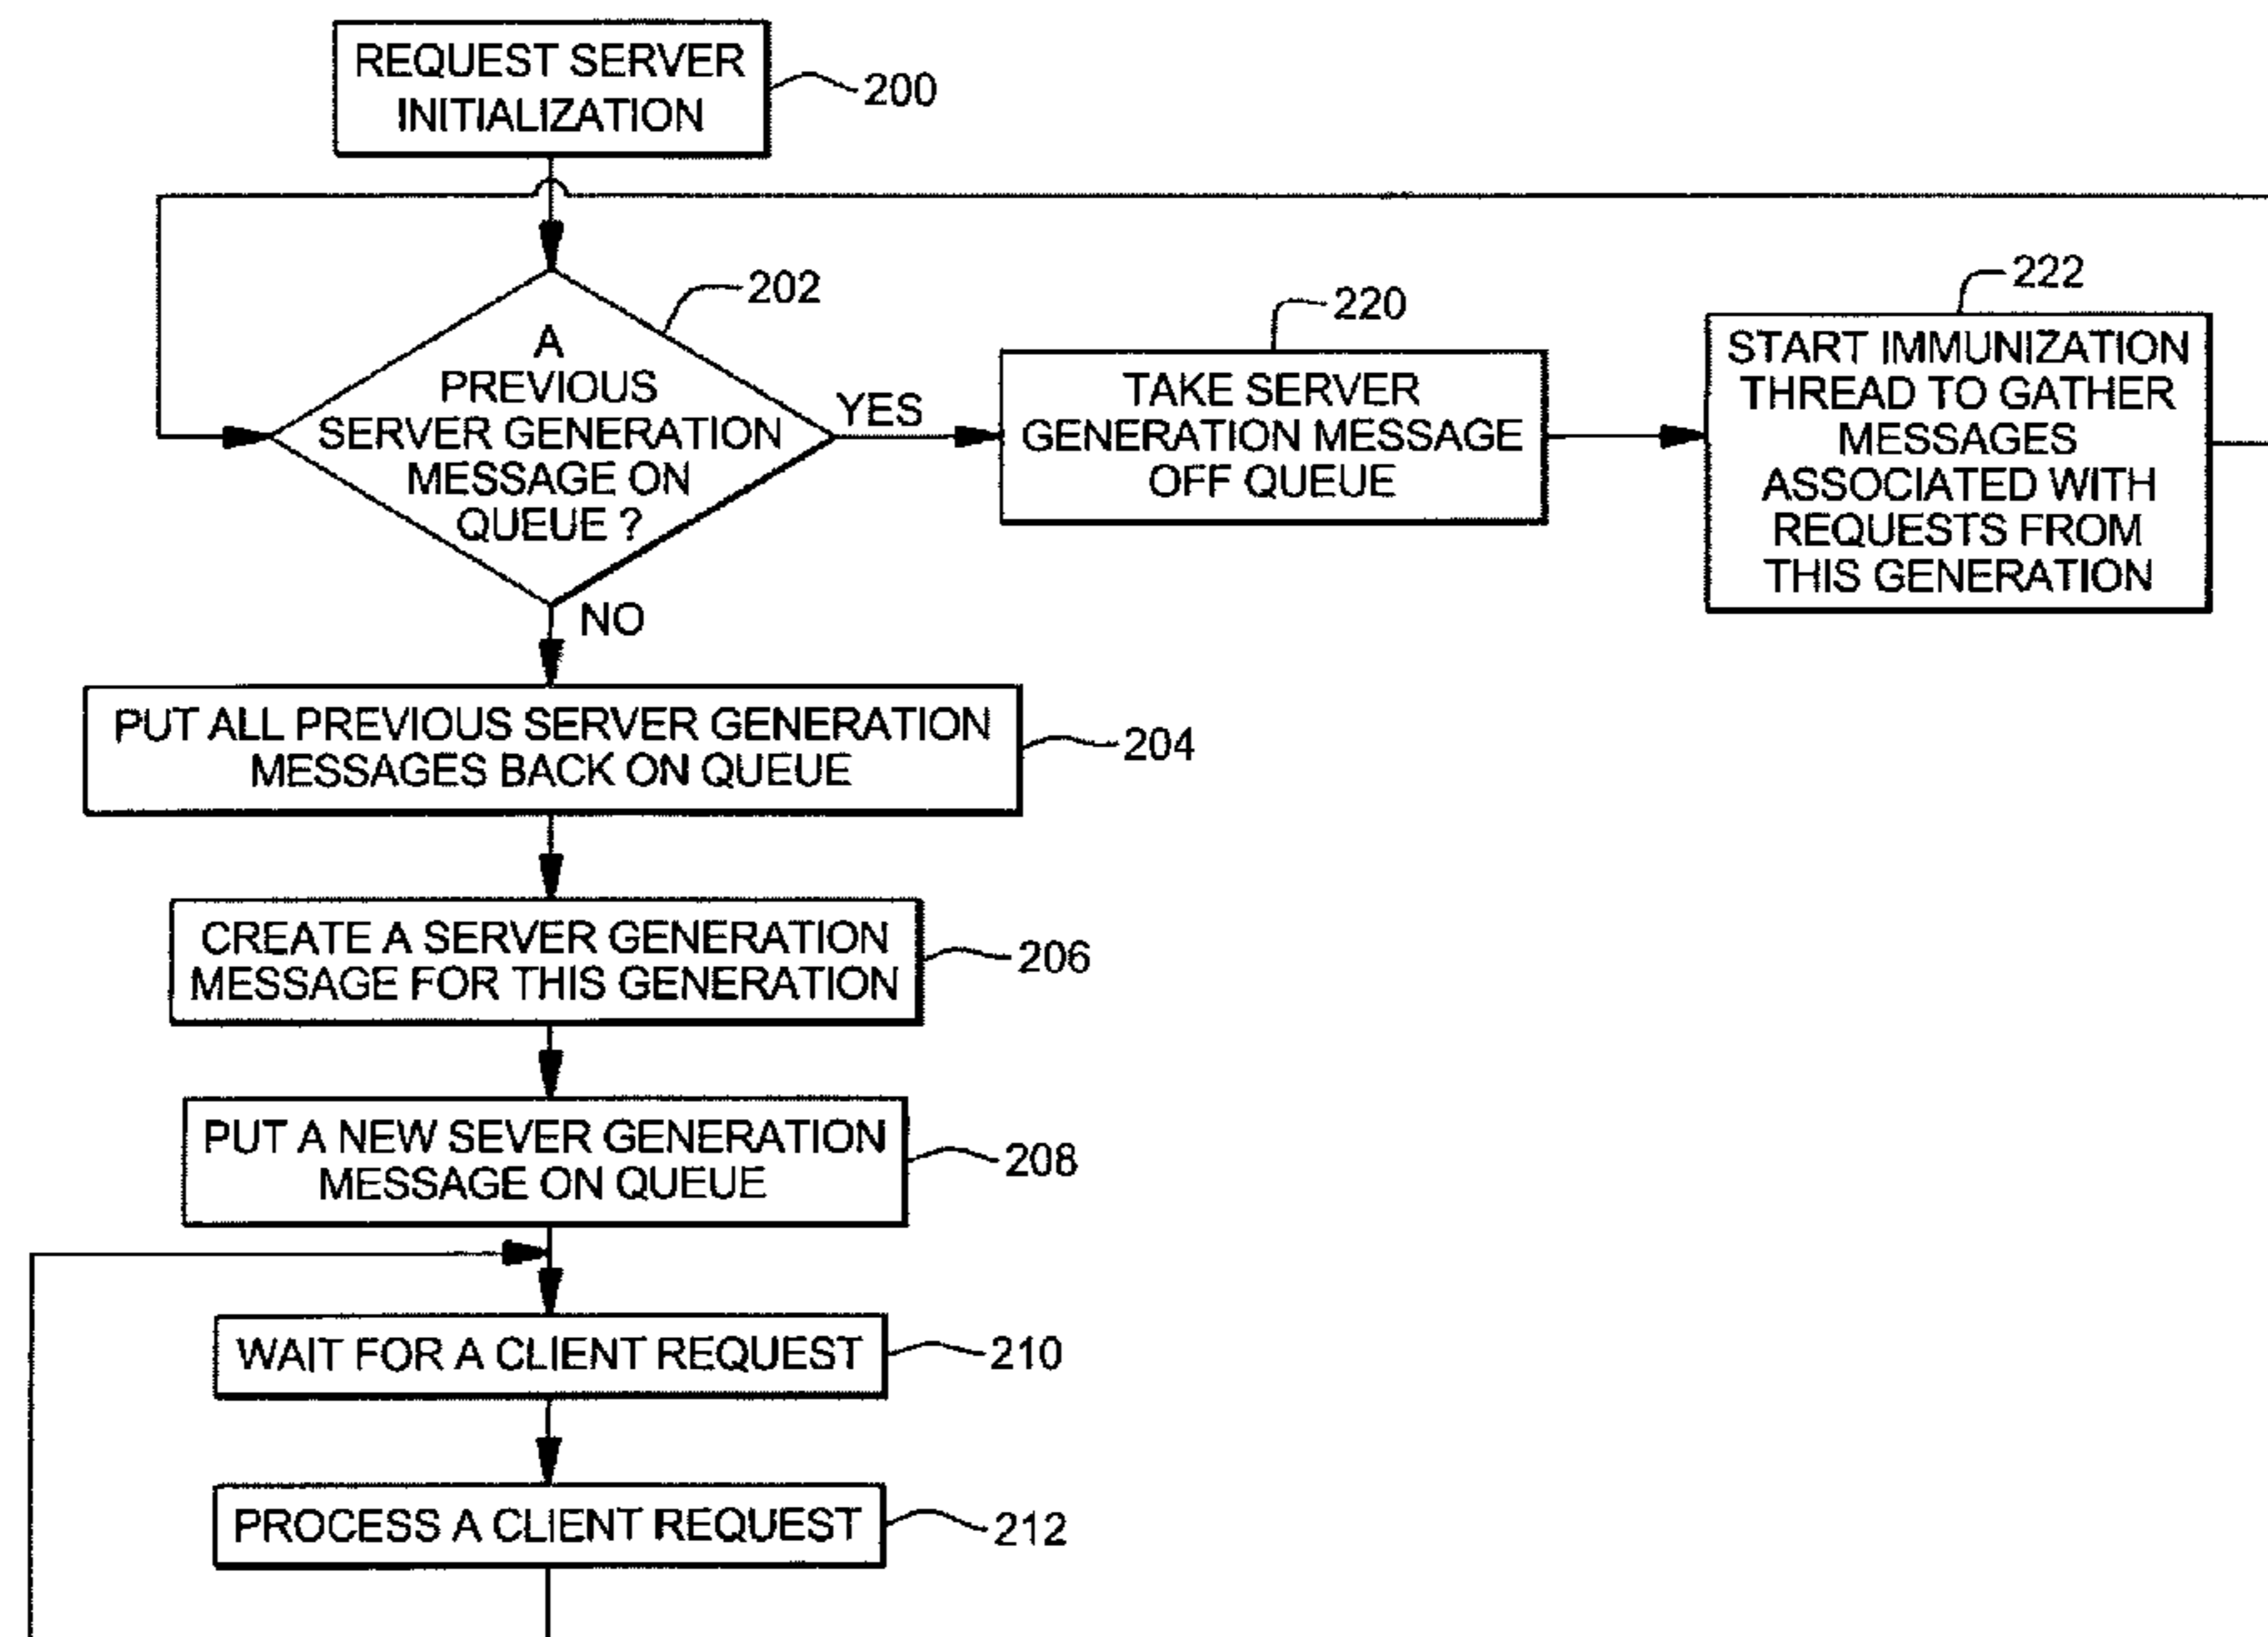 REQUEST SERVER
INITIALIZATION
200
A
PREVIOUS
SERVER GENERATION
MESSAGE ON
QUEUE ?
202
YES
NO
TAKE SERVER
GENERATION MESSAGE
OFF QUEUE
220
START IMMUNIZATION
THREAD TO GATHER
MESSAGES
ASSOCIATED WITH
REQUESTS FROM
THIS GENERATION
222
PUT ALL PREVIOUS SERVER GENERATION
MESSAGES BACK ON QUEUE
204
CREATE A SERVER GENERATION
MESSAGE FOR THIS GENERATION
206
PUT A NEW SEVER GENERATION
MESSAGE ON QUEUE
208
WAIT FOR A CLIENT REQUEST
210
PROCESS A CLIENT REQUEST
212